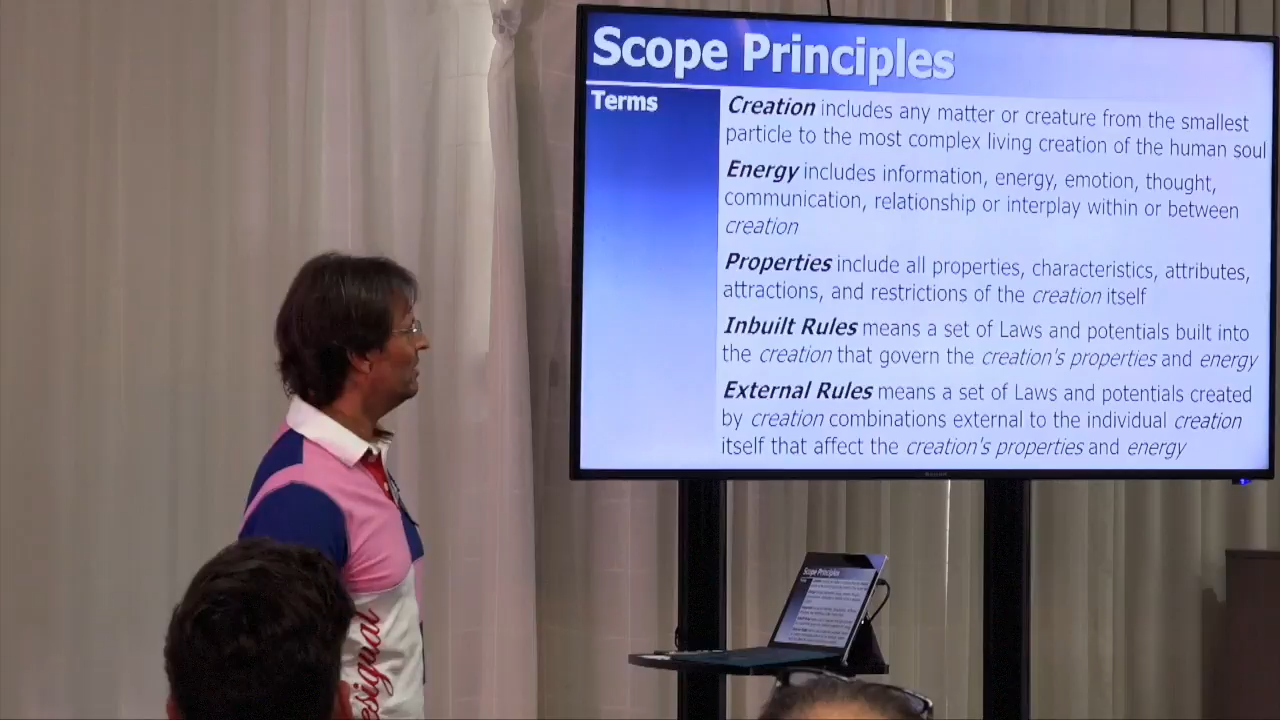 Scope Principles
Terms
Creation includes any matter or creature from the smallest
particle to the most complex living creation of the human soul
Energy includes information, energy, emotion, thought,
communication, relationship or interplay within or between
creation
Properties include all properties, characteristics, attributes,
attractions, and restrictions of the creation itself
Inbuilt Rules means a set of Laws and potentials built into
the creation that govern the creation's properties and energy
External Rules means a set of Laws and potentials created
by creation combinations external to the individual creation
itself that affect the creation's properties and energy
Scope Principles
esigual